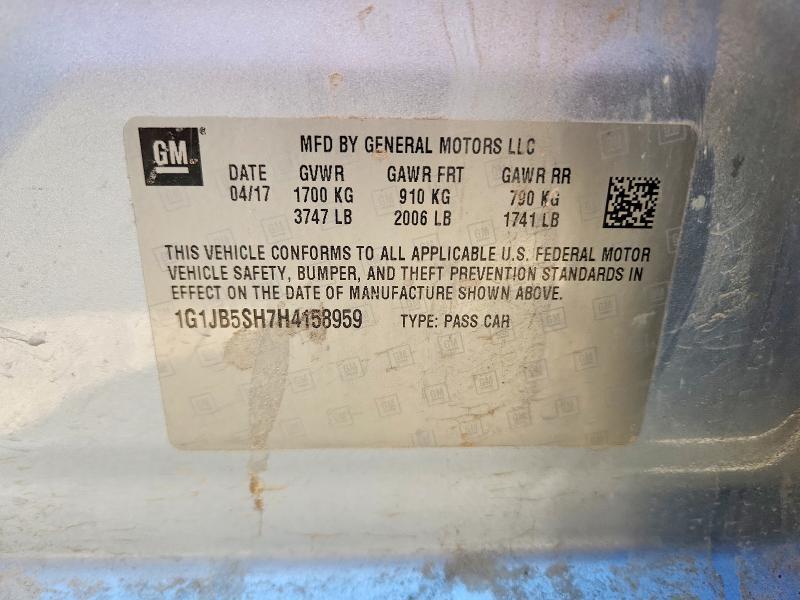 GM
MFD BY GENERAL MOTORS LLC
DATE GVWR GAWR FRT GAWR RR
04/17 1700 KG 910 KG 790 KG
3747 LB 2006 LB 1741 LB
THIS VEHICLE CONFORMS TO ALL APPLICABLE U.S. FEDERAL MOTOR
VEHICLE SAFETY, BUMPER, AND THEFT PREVENTION STANDARDS IN
EFFECT ON THE DATE OF MANUFACTURE SHOWN ABOVE.
1G1JB5SH7H4158959 TYPE: PASS CAR